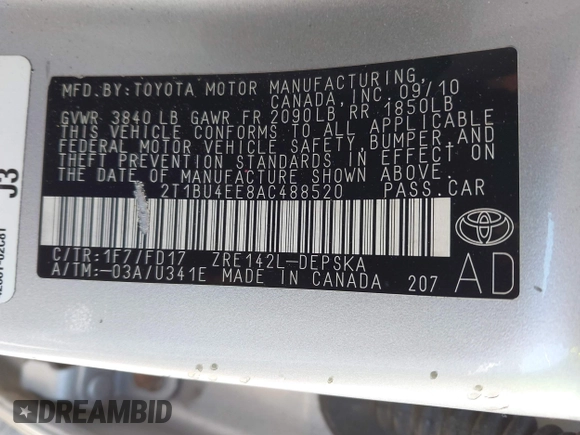 MFD.BY:TOYOTA MOTOR MANUFACTURING,
CANADA, INC. 09/10
GVWR 3840 LB GAWR FR 2090LB RR 1850LB
THIS VEHICLE CONFORMS TO ALL APPLICABLE
FEDERAL MOTOR VEHICLE SAFETY,BUMPER,AND
THEFT PREVENTION STANDARDS IN EFFECT ON
THE DATE OF MANUFACTURE SHOWN ABOVE.
2T1BU4EE8AC488520 PASS.CAR
C/TR:1F7/FD17 ZRE142L-DEPSKA
A/TM:-03A/U341E MADE IN CANADA 207
AD
J3
DREAMBID